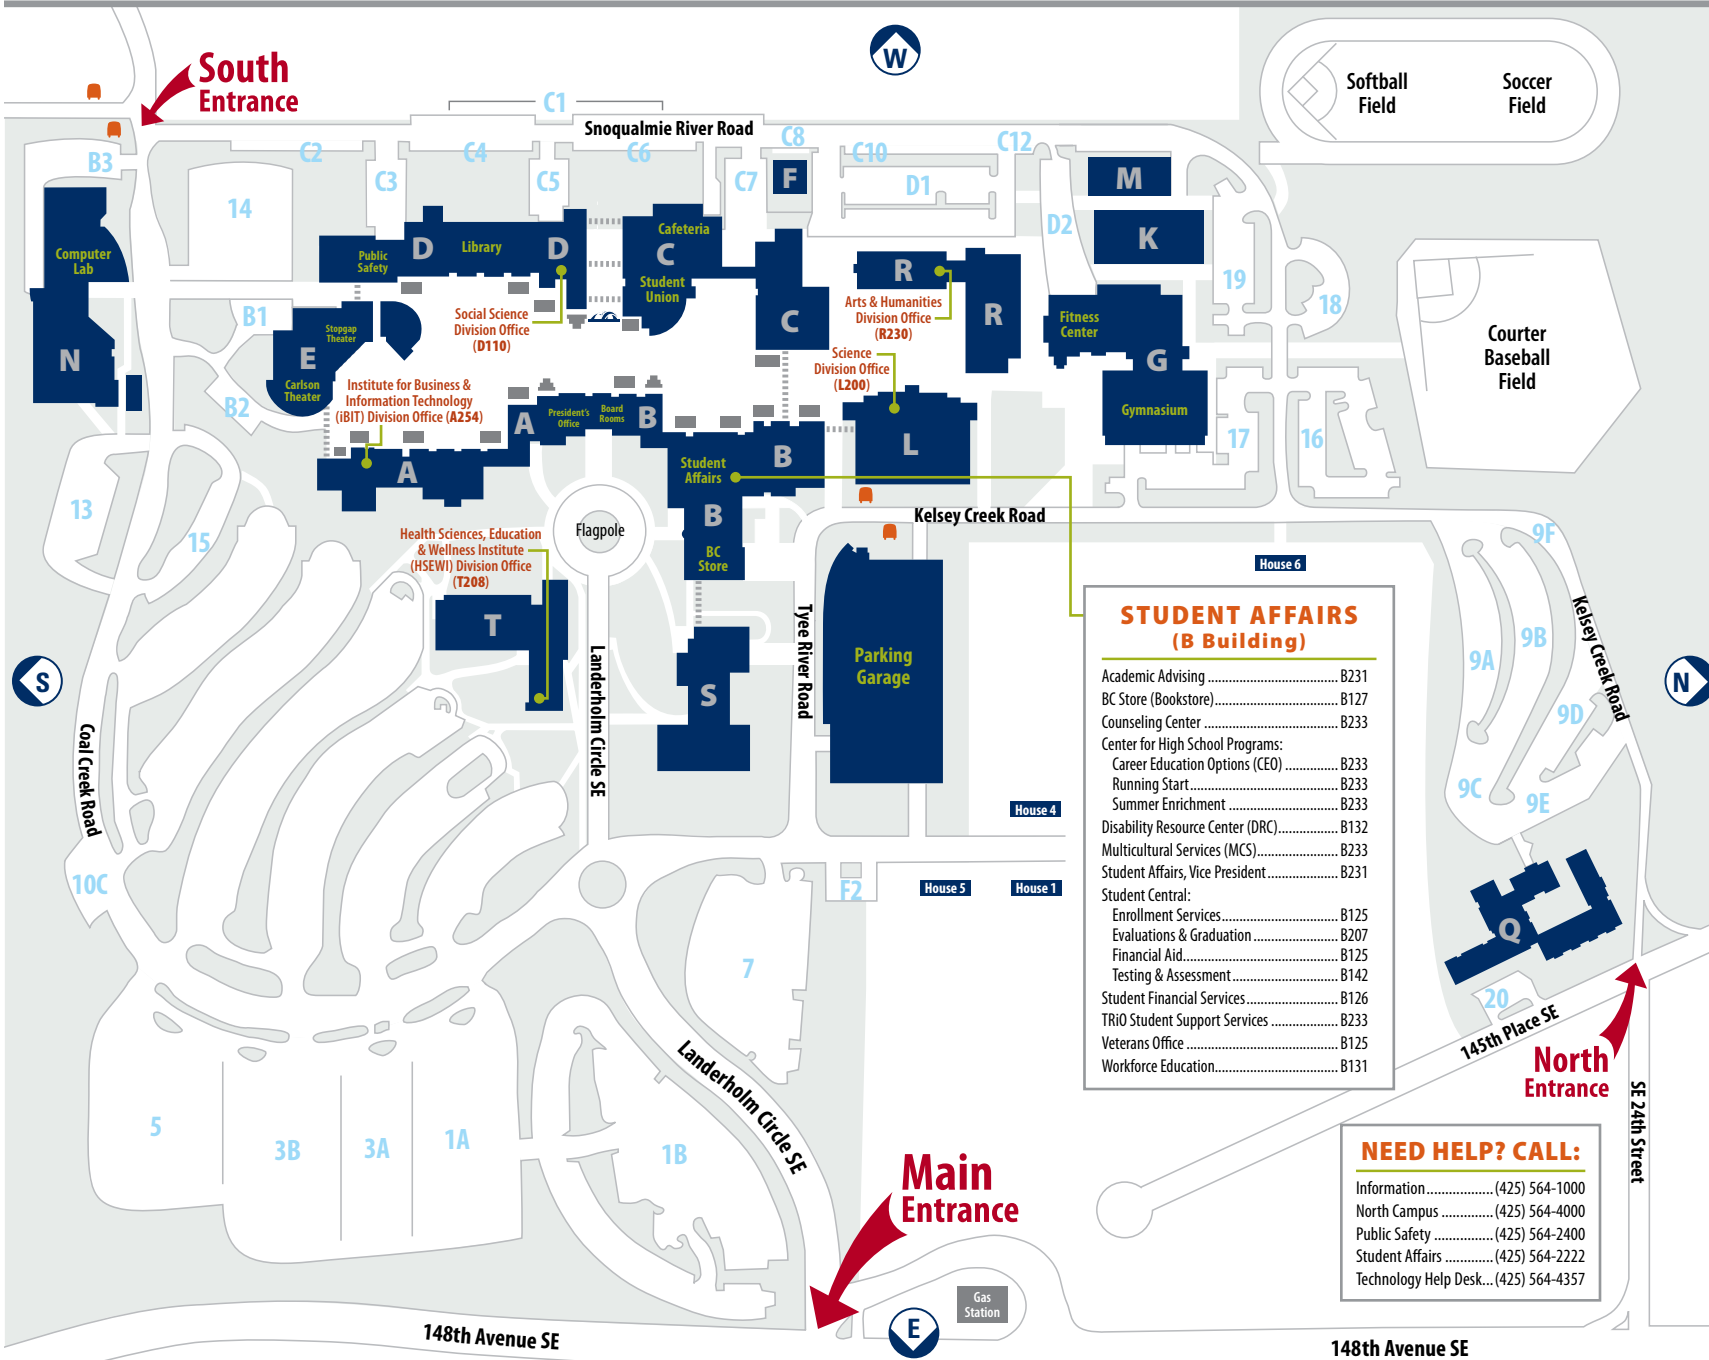 South
Entrance
W
Softball
Field
Soccer
Field
C1
Snoqualmie River Road
C8
C12
C2
C4
C6
C10
B3
C3
C5
C7
F
D1
M
14
D2
K
Computer
Lab
Public
Safety
D
Library
D
Cafeteria
C
Student
Union
R
19
18
B1
Stopgap
Theater
E
Carlson
Theater
Social Science
Division Office
(D110)
C
Arts & Humanities
Division Office
(R230)
R
Fitness
Center
G
Courter
Baseball
Field
N
Science
Division Office
(L200)
Institute for Business &
Information Technology
(iBIT) Division Office (A254)
B2
A
President's
Office
Board
Rooms
B
Gymnasium
L
17
16
A
Student
Affairs
B
13
15
Flagpole
B
BC
Store
Kelsey Creek Road
Health Sciences, Education
& Wellness Institute
(HSEWI) Division Office
(T208)
9F
House 6
T
Tyee River Road
Parking
Garage
Landerholm Circle SE
S
S
Coal Creek Road
Kelsey Creek Road
9B
9A
9D
9C
9E
N
STUDENT AFFAIRS
(B Building)
Academic Advising ................................ B231
BC Store (Bookstore).............................. B127
Counseling Center ................................. B233
Center for High School Programs:
Career Education Options (CEO) ............. B233
Running Start.................................... B233
Summer Enrichment ........................... B233
Disability Resource Center (DRC)................. B132
Multicultural Services (MCS).................... B233
Student Affairs, Vice President................. B231
Student Central:
Enrollment Services............................ B125
Evaluations & Graduation .................... B207
Financial Aid..................................... B125
Testing & Assessment.......................... B142
Student Financial Services...................... B126
TRiO Student Support Services ................ B233
Veterans Office ..................................... B125
Workforce Education.............................. B131
House 4
10C
F2
House 5
House 1
Q
7
20
145th Place SE
North
Entrance
Landerholm Circle SE
SE 24th Street
5
3B
3A
1A
1B
Main
Entrance
NEED HELP? CALL:
Information................. (425) 564-1000
North Campus ............. (425) 564-4000
Public Safety ............... (425) 564-2400
Student Affairs ............ (425) 564-2222
Technology Help Desk... (425) 564-4357
Gas
Station
E
148th Avenue SE
148th Avenue SE